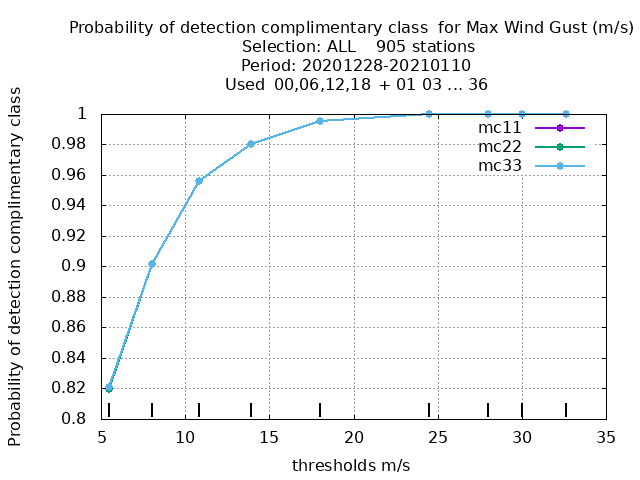 Probability of detection complimentary class  for Max Wind Gust (m/s)
Selection: ALL    905 stations
Period: 20201228-20210110
Used  00,06,12,18  + 01 03 ... 36
Probability of detection complimentary class
1
0.98
0.96
0.94
0.92
0.9
0.88
0.86
0.84
0.82
0.8
mc11
mc22
mc33
5 10 15 20 25 30 35
thresholds m/s